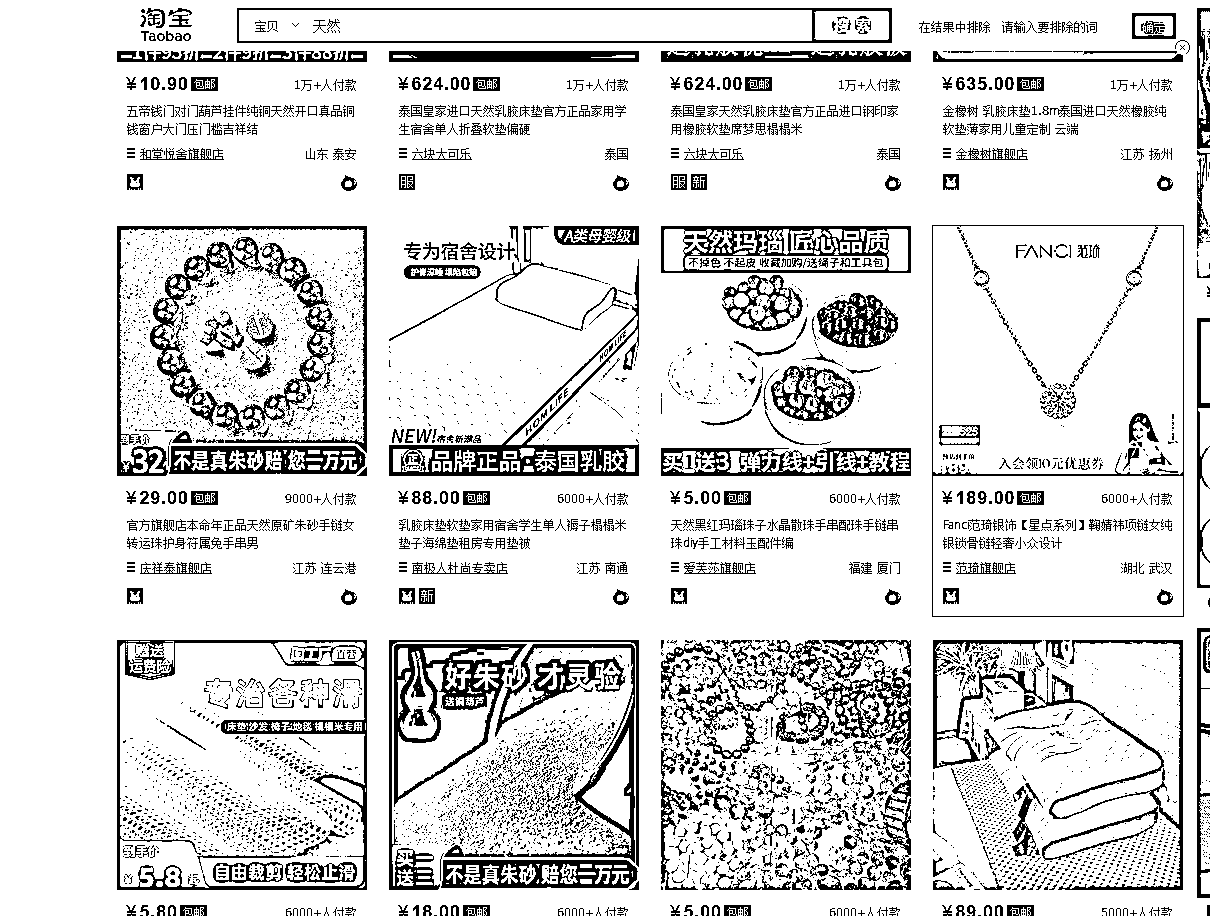 淘宝
Taobao
宝贝
天然
搜索
在结果中排除 请输入要排除的词
确定
¥10.90 包邮 1万+人付款
五帝钱门对门葫芦挂件纯铜天然开口真品铜
钱窗户大门压门槛吉祥结
和堂悦舍旗舰店 山东 泰安
¥624.00 包邮 1万+人付款
泰国皇家进口天然乳胶床垫官方正品家用学
生宿舍单人折叠软垫偏硬
六块大可乐 泰国
服
¥624.00 包邮 1万+人付款
泰国皇家天然乳胶床垫官方正品进口钢印家
用橡胶软垫席梦思榻榻米
六块大可乐 泰国
服 新
¥635.00 包邮 1万+人付款
金橡树 乳胶床垫1.8m泰国进口天然橡胶纯
软垫薄家用儿童定制 云端
金橡树旗舰店 江苏 扬州
到手价
¥32 不是真朱砂赔您二万元
¥29.00 包邮 9000+人付款
官方旗舰店本命年正品天然原矿朱砂手链女
转运珠护身符属兔手串男
庆祥泰旗舰店 江苏 连云港
A类母婴级
专为宿舍设计
HOM LIFE
HOM LIFE
NEW!
品牌正品·泰国乳胶
¥88.00 包邮 6000+人付款
乳胶床垫软垫家用宿舍学生单人褥子榻榻米
垫子海绵垫租房专用垫被
南极人杜尚专卖店 江苏 南通
新
天然玛瑙 匠心品质
不掉色 不起皮 收藏加购/送绳子和工具包
买1送3 弹力线+引线+教程
¥5.00 包邮 6000+人付款
天然黑红玛瑙珠子水晶散珠手串配珠手链串
珠diy手工材料玉配件编
爱芙莎旗舰店 福建 厦门
FANCI 范琦
入会领10元优惠券
¥189.00 包邮 6000+人付款
Fanci范琦银饰【星点系列】鞠婧祎项链女纯
银锁骨链轻奢小众设计
范琦旗舰店 湖北 武汉
赠送
运费险
专治各种滑
床垫 沙发 椅子 地毯 榻榻米专用
到手价
¥5.8 起
自由裁剪 轻松止滑
¥5.80 包邮 6000+人付款
好朱砂 才灵验
送铜葫芦
买
送
不是真朱砂 赔您二万元
¥18.00 包邮 6000+人付款
¥5.00 包邮 6000+人付款
¥89.00 包邮 5000+人付款